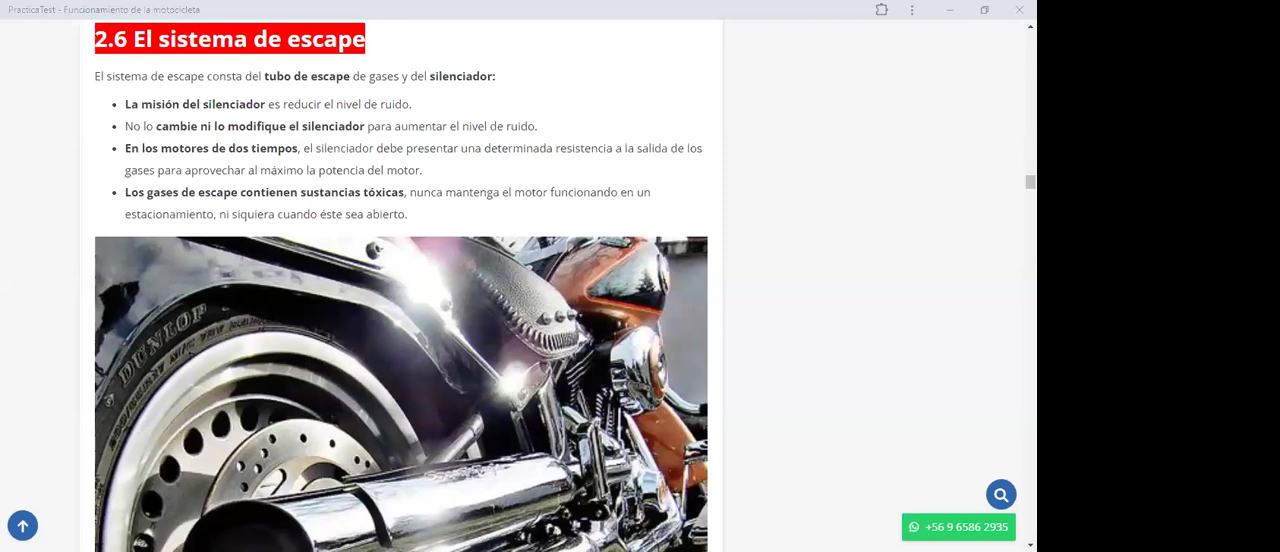 PracticaTest - Funcionamiento de la motocicleta
2.6 El sistema de escape
El sistema de escape consta del tubo de escape de gases y del silenciador:
• La misión del silenciador es reducir el nivel de ruido.
• No lo cambie ni lo modifique el silenciador para aumentar el nivel de ruido.
• En los motores de dos tiempos, el silenciador debe presentar una determinada resistencia a la salida de los
gases para aprovechar al máximo la potencia del motor.
• Los gases de escape contienen sustancias tóxicas, nunca mantenga el motor funcionando en un
estacionamiento, ni siquiera cuando éste sea abierto.
DUNLOP
+56 9 6586 2935